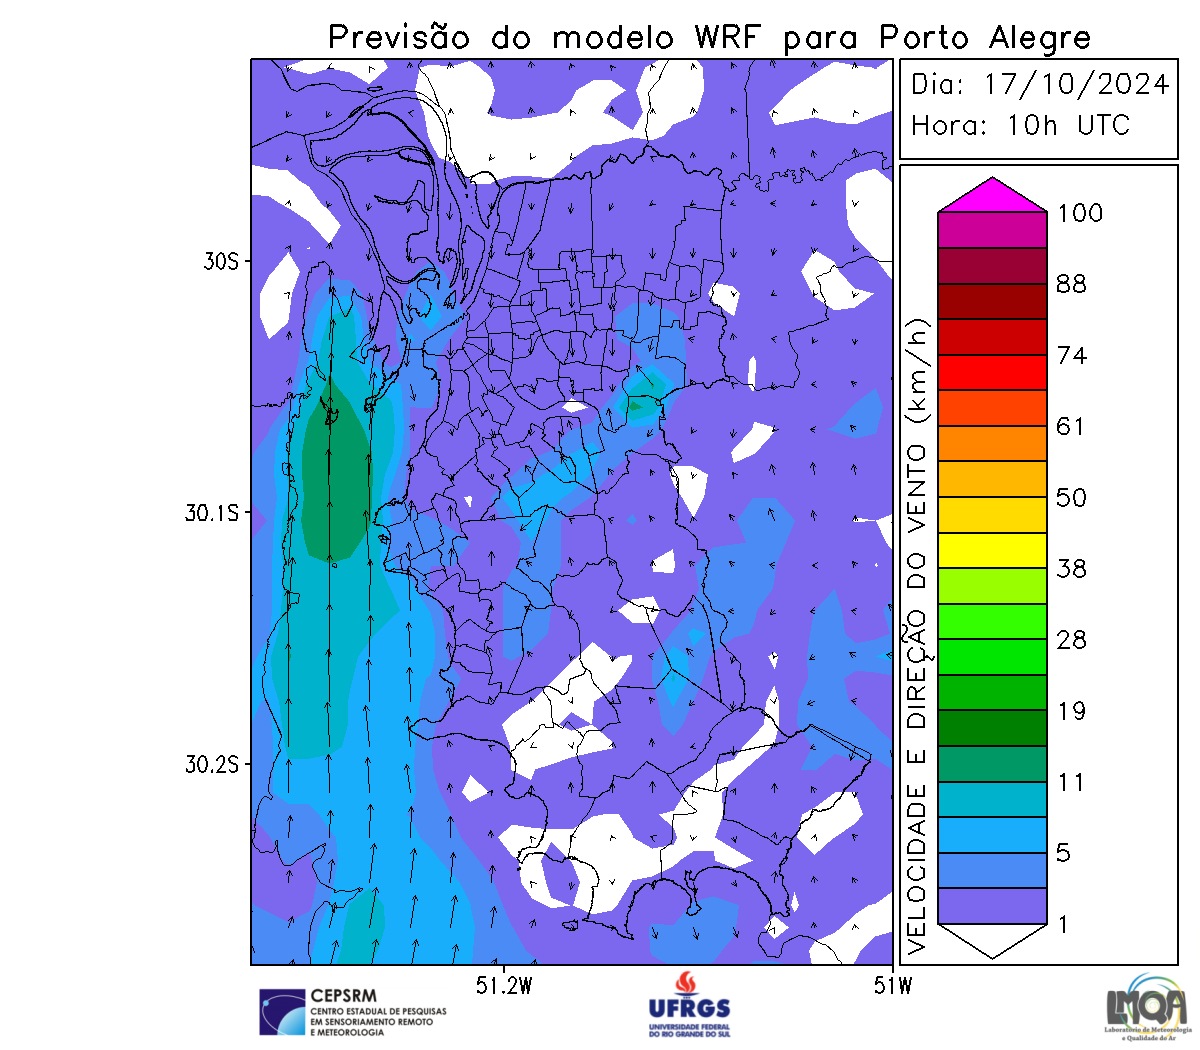 Previsão do modelo WRF para Porto Alegre
Dia: 17/10/2024
Hora: 10h UTC
30S
30.1S
30.2S
51.2W
51W
VELOCIDADE E DIREÇÃO DO VENTO (km/h)
100
88
74
61
50
38
28
19
11
5
1
CEPSRM
CENTRO ESTADUAL DE PESQUISAS
EM SENSORIAMENTO REMOTO
E METEOROLOGIA
UFRGS
UNIVERSIDADE FEDERAL
DO RIO GRANDE DO SUL
LMQA
Laboratório de Meteorologia
e Qualidade do Ar